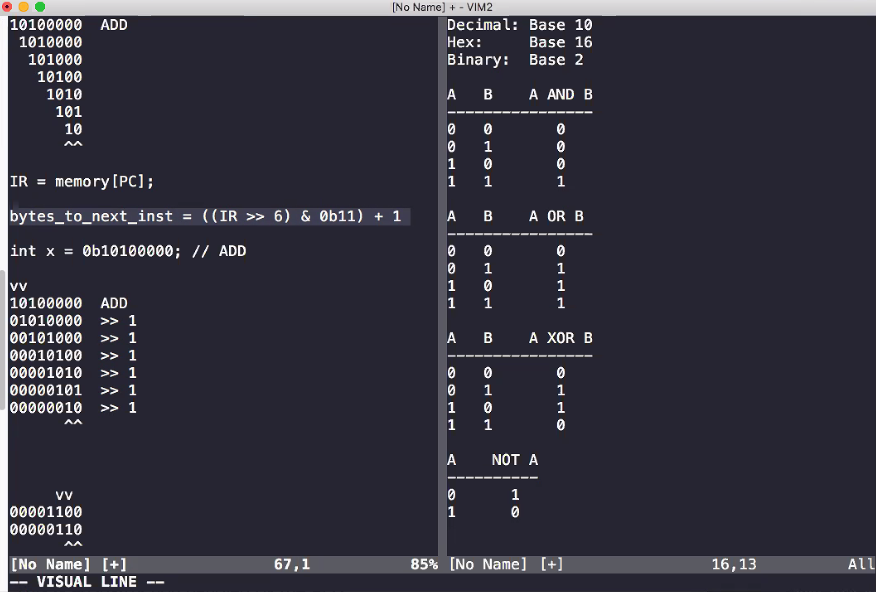 [No Name] + - VIM2
10100000  ADD
 1010000
  101000
   10100
    1010
     101
      10
      ^^
IR = memory[PC];
bytes_to_next_inst = ((IR >> 6) & 0b11) + 1
int x = 0b10100000; // ADD
vv
10100000  ADD
01010000  >> 1
00101000  >> 1
00010100  >> 1
00001010  >> 1
00000101  >> 1
00000010  >> 1
      ^^
     vv
00001100
00000110
      ^^
[No Name] [+]                67,1           85%
-- VISUAL LINE --
Decimal: Base 10
Hex:     Base 16
Binary:  Base 2
A   B    A AND B
----------------
0   0       0
0   1       0
1   0       0
1   1       1
A   B    A OR B
----------------
0   0       0
0   1       1
1   0       1
1   1       1
A   B    A XOR B
----------------
0   0       0
0   1       1
1   0       1
1   1       0
A    NOT A
----------
0      1
1      0
[No Name] [+]                16,13          All